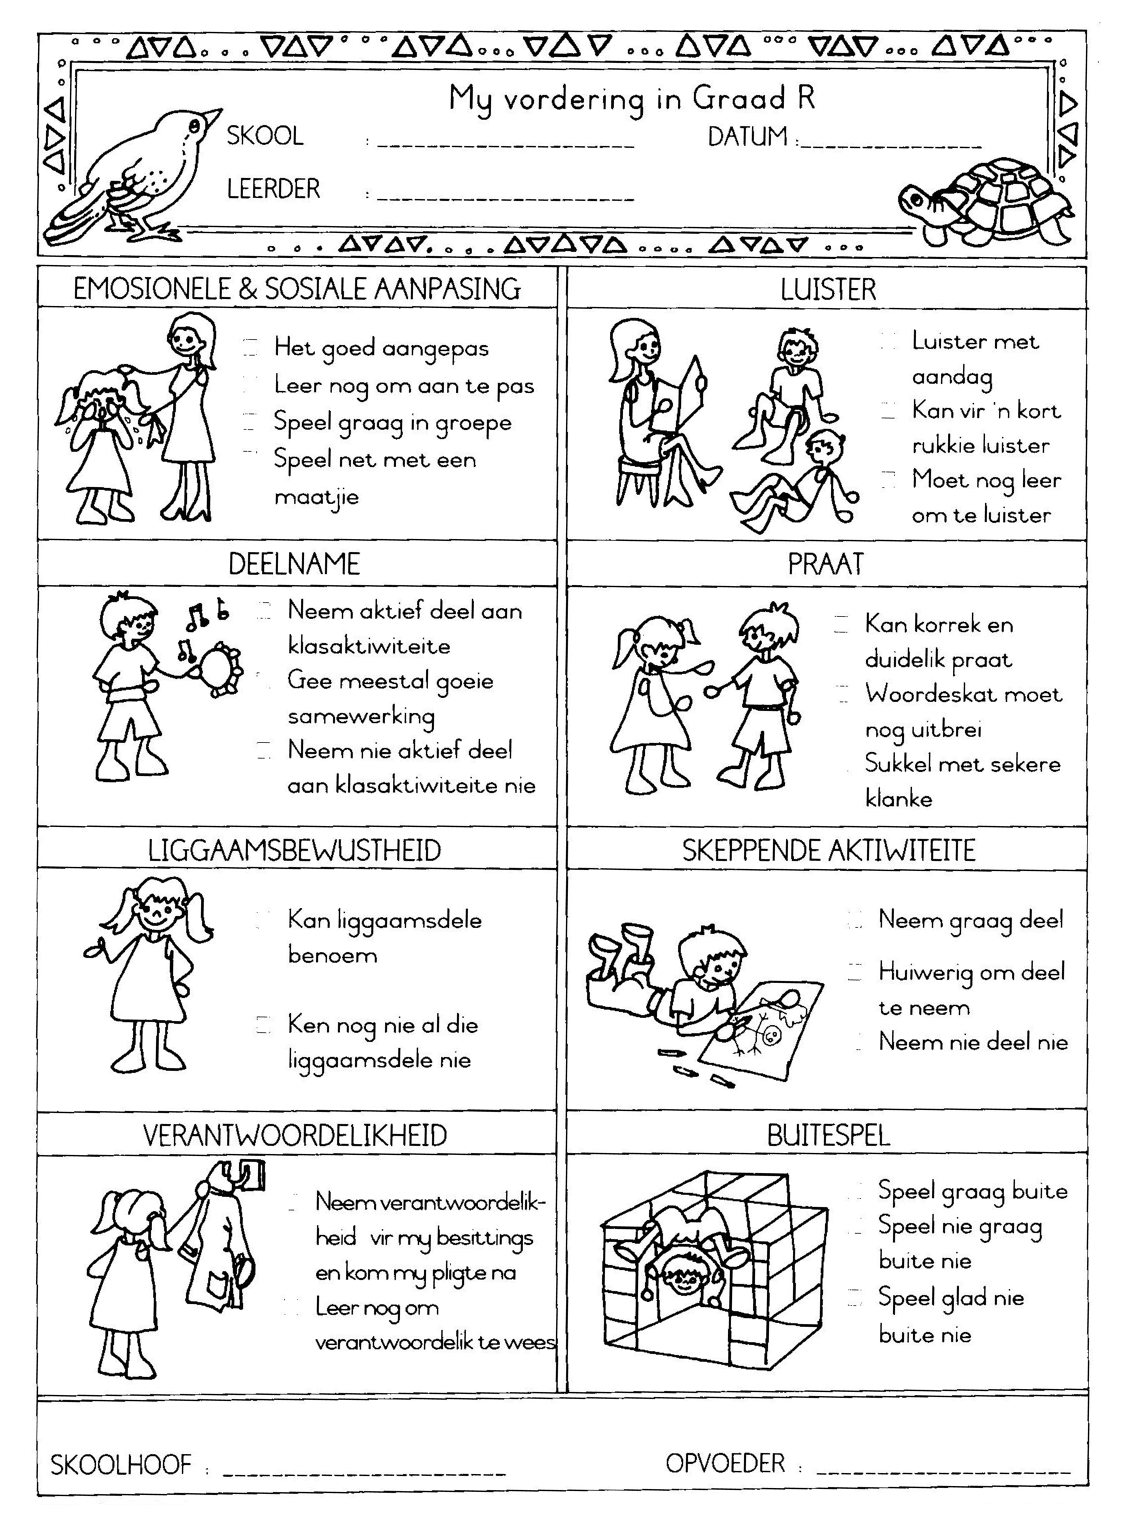 My vordering in Graad R
SKOOL : DATUM :
LEERDER :
EMOSIONELE & SOSIALE AANPASING
Het goed aangepas
Leer nog om aan te pas
Speel graag in groepe
Speel net met een
maatjie
LUISTER
Luister met
aandag
Kan vir 'n kort
rukkie luister
Moet nog leer
om te luister
DEELNAME
Neem aktief deel aan
klasaktiwiteite
Gee meestal goeie
samewerking
Neem nie aktief deel
aan klasaktiwiteite nie
PRAAT
Kan korrek en
duidelik praat
Woordeskat moet
nog uitbrei
Sukkel met sekere
klanke
LIGGAAMSBEWUSTHEID
Kan liggaamsdele
benoem
Ken nog nie al die
liggaamsdele nie
SKEPPENDE AKTIWITEITE
Neem graag deel
Huiwerig om deel
te neem
Neem nie deel nie
VERANTWOORDELIKHEID
Neem verantwoordelik-
heid vir my besittings
en kom my pligte na
Leer nog om
verantwoordelik te wees
BUITESPEL
Speel graag buite
Speel nie graag
buite nie
Speel glad nie
buite nie
SKOOLHOOF : OPVOEDER :